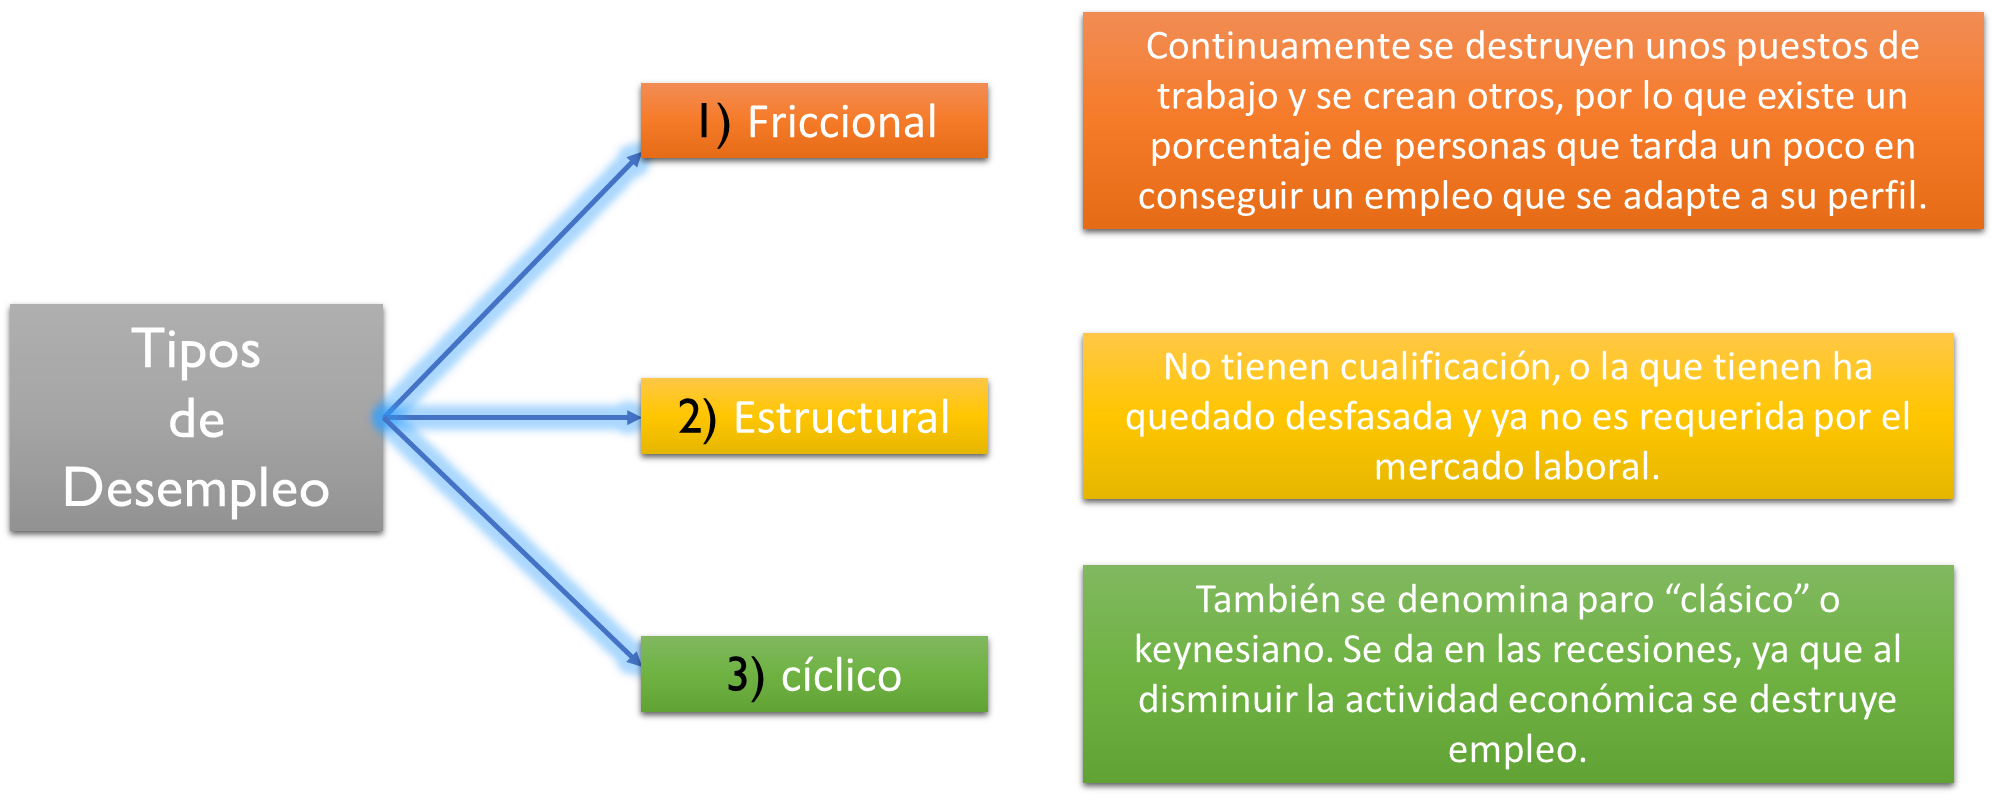 Tipos
de
Desempleo
1) Friccional
Continuamente se destruyen unos puestos de
trabajo y se crean otros, por lo que existe un
porcentaje de personas que tarda un poco en
conseguir un empleo que se adapte a su perfil.
2) Estructural
No tienen cualificación, o la que tienen ha
quedado desfasada y ya no es requerida por el
mercado laboral.
3) cíclico
También se denomina paro “clásico” o
keynesiano. Se da en las recesiones, ya que al
disminuir la actividad económica se destruye
empleo.